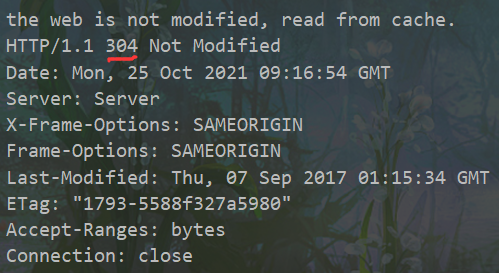 the web is not modified, read from cache.
HTTP/1.1 304 Not Modified
Date: Mon, 25 Oct 2021 09:16:54 GMT
Server: Server
X-Frame-Options: SAMEORIGIN
Frame-Options: SAMEORIGIN
Last-Modified: Thu, 07 Sep 2017 01:15:34 GMT
ETag: "1793-5588f327a5980"
Accept-Ranges: bytes
Connection: close